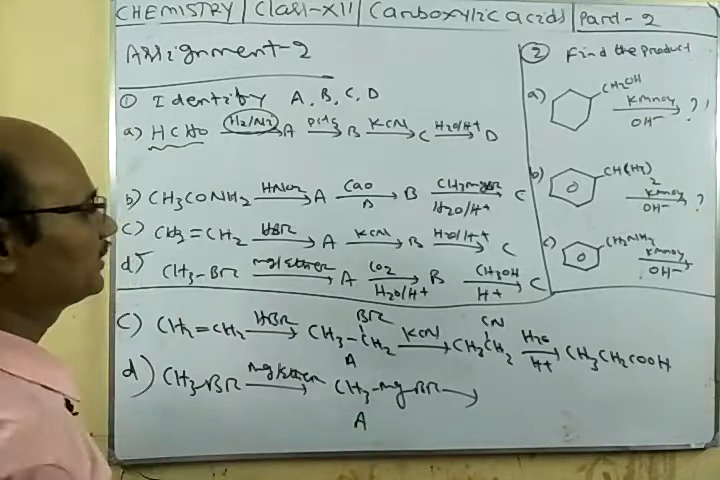 CHEMISTRY | Class-XII | Carboxylic acids | Part-2
Assignment-2
① Identify A, B, C, D
a) HCHO H2/Ni A PCl5 B KCN C H2O/H+ D
b) CH3CONH2 HNO2 A CaO Δ B CH3MgBr H2O/H+ C
c) CH2=CH2 HBR A KCN B H2O/H+ C
d) CH3-BR Mg/Ether A CO2 H2O/H+ B CH3OH H+ C
② Find the product
a) CH2OH KMnO4 OH- ?
b) CH(CH3)2 KMnO4 OH- ?
c) CH2NH2 KMnO4 OH-
C) CH2=CH2 HBR CH3-CH2 BR A KCN CH3CH2 CN H2O H+ CH3CH2COOH
d) CH3-BR Mg/Ether CH3-MgBR
A